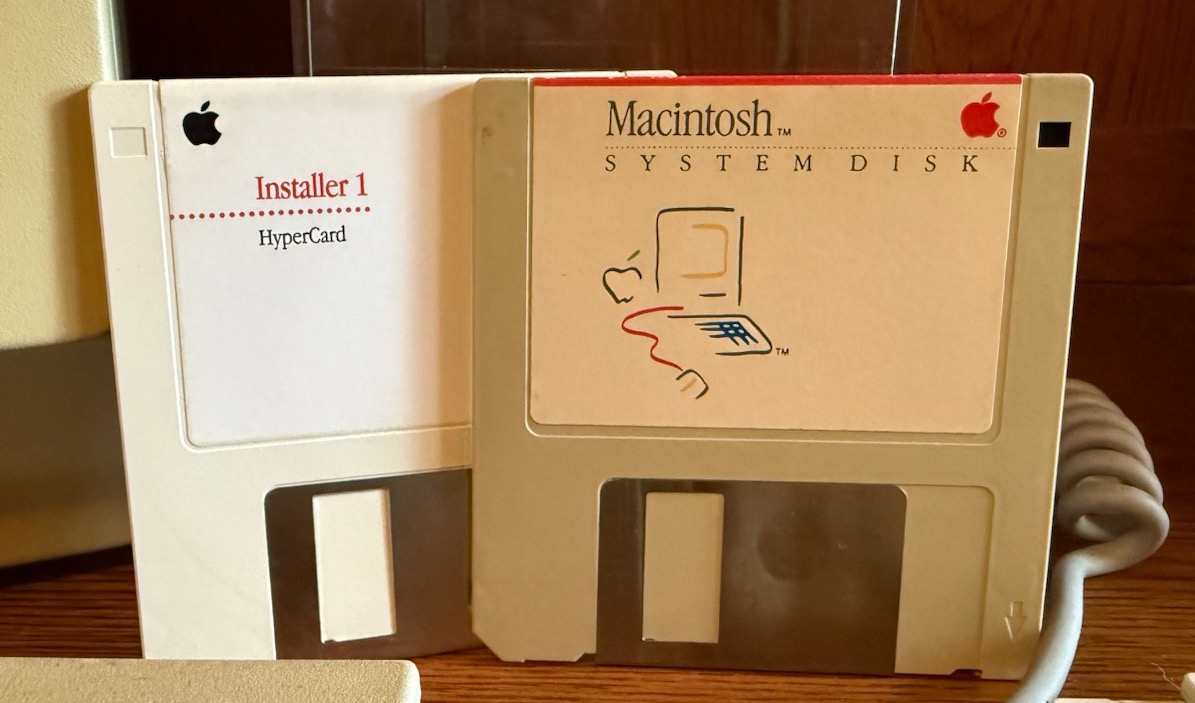 Installer 1
HyperCard
Macintosh™
SYSTEM DISK
®
™